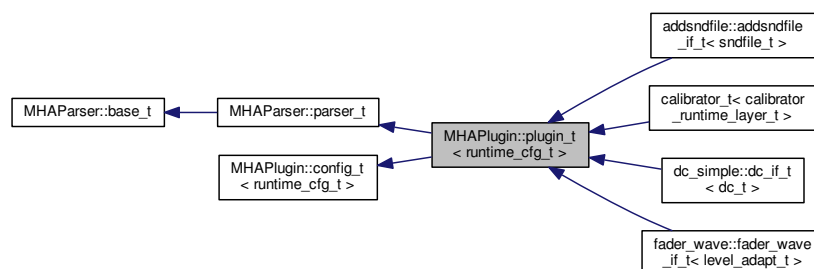 addsndfile::addsndfile
_if_t< sndfile_t >
MHAParser::base_t
MHAParser::parser_t
calibrator_t< calibrator
_runtime_layer_t >
MHAPlugin::plugin_t
< runtime_cfg_t >
MHAPlugin::config_t
< runtime_cfg_t >
dc_simple::dc_if_t
< dc_t >
fader_wave::fader_wave
_if_t< level_adapt_t >